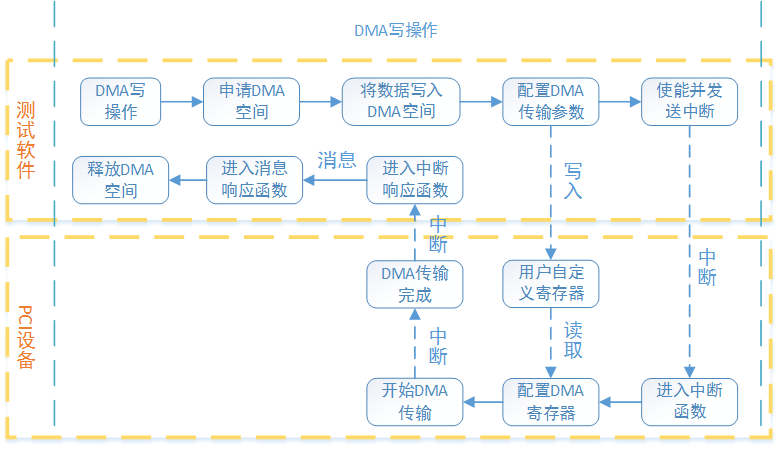 DMA写操作
测试软件
DMA写
操作
申请DMA
空间
将数据写入
DMA空间
配置DMA
传输参数
使能并发
送中断
释放DMA
空间
进入消息
响应函数
消息
进入中断
响应函数
写入
中断
中断
PCI设备
DMA传输
完成
用户自定
义寄存器
中断
读取
开始DMA
传输
配置DMA
寄存器
进入中断
函数